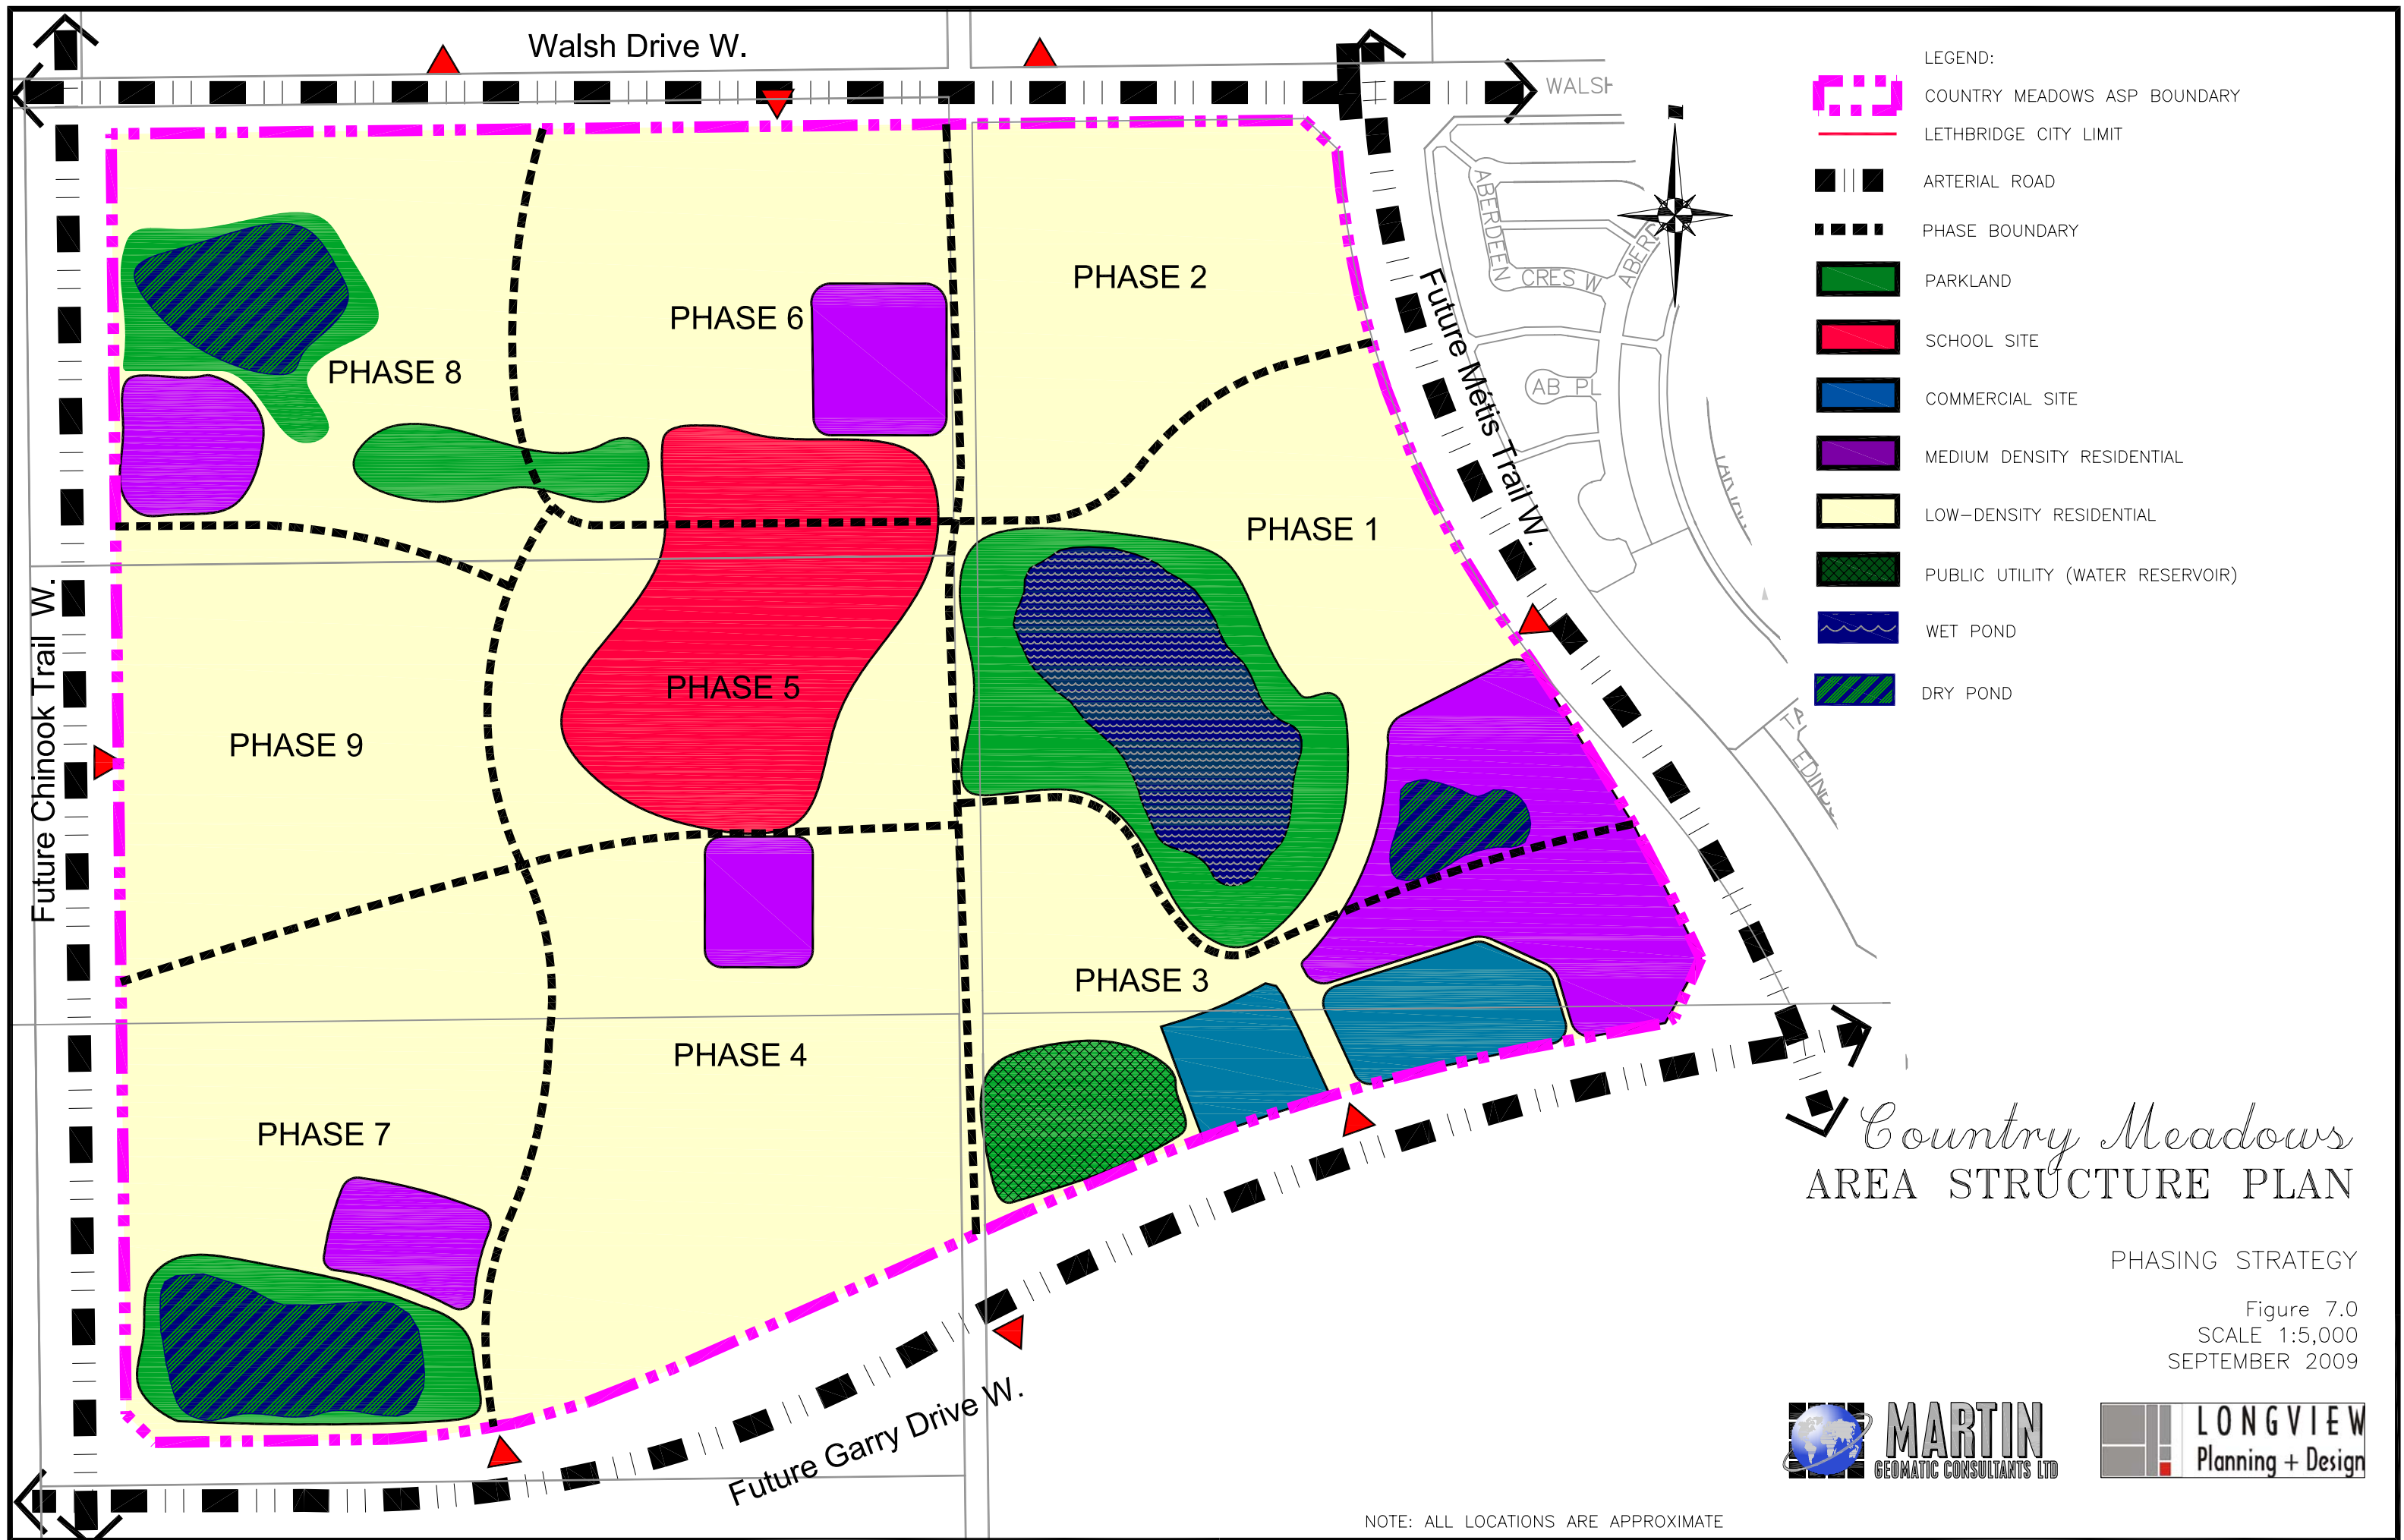 Walsh Drive W.
WALSH
LEGEND:
COUNTRY MEADOWS ASP BOUNDARY
LETHBRIDGE CITY LIMIT
ARTERIAL ROAD
PHASE BOUNDARY
PARKLAND
SCHOOL SITE
COMMERCIAL SITE
MEDIUM DENSITY RESIDENTIAL
LOW-DENSITY RESIDENTIAL
PUBLIC UTILITY (WATER RESERVOIR)
WET POND
DRY POND
ABERDEEN
CRES W
AB PL
Future Métis Trail W.
PHASE 2
PHASE 6
PHASE 8
PHASE 1
PHASE 5
PHASE 9
Future Chinook Trail W.
PHASE 3
PHASE 4
PHASE 7
Future Garry Drive W.
Country Meadows
AREA STRUCTURE PLAN
PHASING STRATEGY
Figure 7.0
SCALE 1:5,000
SEPTEMBER 2009
MARTIN
GEOMATIC CONSULTANTS LTD
LONGVIEW
Planning + Design
NOTE: ALL LOCATIONS ARE APPROXIMATE